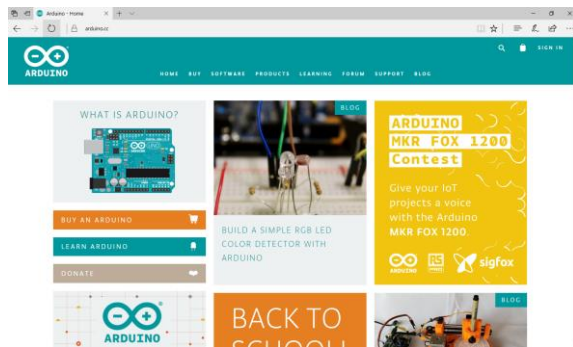 Arduino - Home
arduino.cc
SIGN IN
ARDUINO
HOME BUY SOFTWARE PRODUCTS LEARNING FORUM SUPPORT BLOG
WHAT IS ARDUINO?
BUY AN ARDUINO
LEARN ARDUINO
DONATE
ARDUINO
BLOG
BUILD A SIMPLE RGB LED
COLOR DETECTOR WITH
ARDUINO
BACK TO
SCHOOL
ARDUINO
MKR FOX 1200
Contest
Give your IoT
projects a voice
with the Arduino
MKR FOX 1200.
ARDUINO
RS
sigfox
BLOG